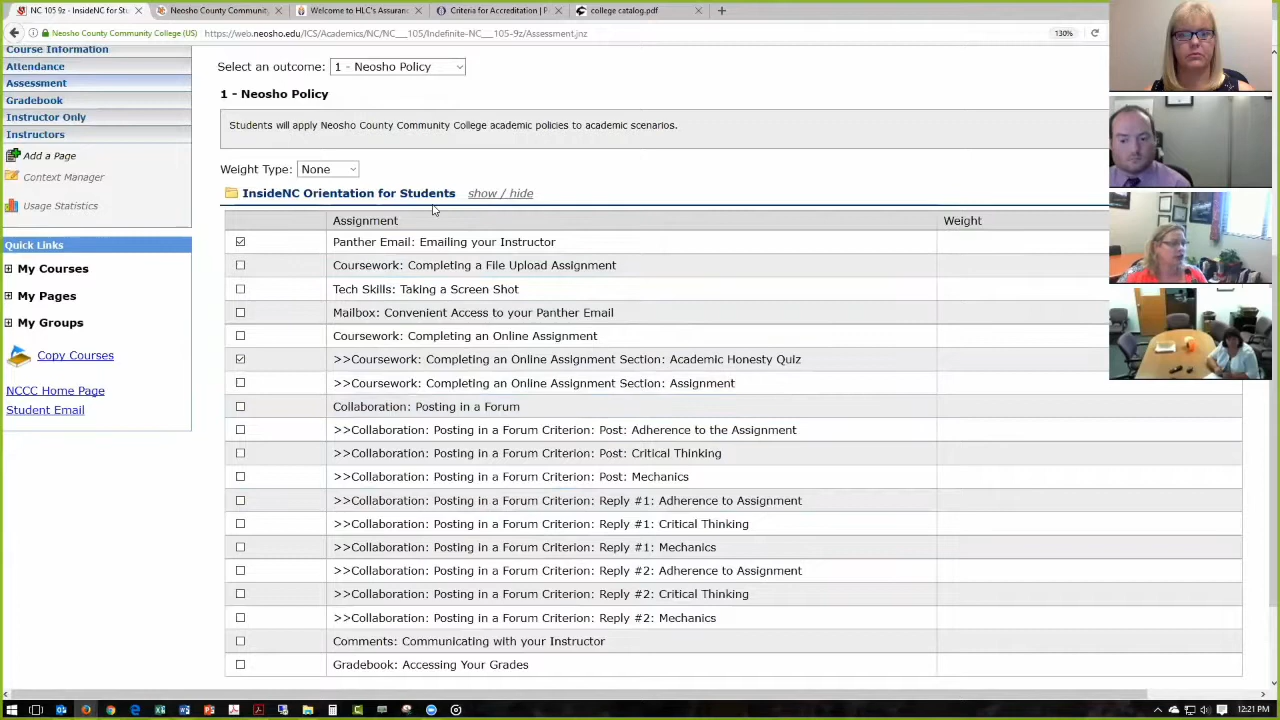 NC 105 9z - InsideNC for Stu
Neosho County Community
Welcome to HLC's Assuranc
Criteria for Accreditation | P
college catalog.pdf
Neosho County Community College (US)
https://web.neosho.edu/ICS/Academics/NC/NC__105/Indefinite-NC__105-9z/Assessment.jnz
130%
Course Information
Attendance
Assessment
Gradebook
Instructor Only
Instructors
Add a Page
Context Manager
Usage Statistics
Quick Links
My Courses
My Pages
My Groups
Copy Courses
NCCC Home Page
Student Email
Select an outcome: 1 - Neosho Policy
1 - Neosho Policy
Students will apply Neosho County Community College academic policies to academic scenarios.
Weight Type: None
InsideNC Orientation for Students show / hide
Assignment Weight
Panther Email: Emailing your Instructor
Coursework: Completing a File Upload Assignment
Tech Skills: Taking a Screen Shot
Mailbox: Convenient Access to your Panther Email
Coursework: Completing an Online Assignment
>>Coursework: Completing an Online Assignment Section: Academic Honesty Quiz
>>Coursework: Completing an Online Assignment Section: Assignment
Collaboration: Posting in a Forum
>>Collaboration: Posting in a Forum Criterion: Post: Adherence to the Assignment
>>Collaboration: Posting in a Forum Criterion: Post: Critical Thinking
>>Collaboration: Posting in a Forum Criterion: Post: Mechanics
>>Collaboration: Posting in a Forum Criterion: Reply #1: Adherence to Assignment
>>Collaboration: Posting in a Forum Criterion: Reply #1: Critical Thinking
>>Collaboration: Posting in a Forum Criterion: Reply #1: Mechanics
>>Collaboration: Posting in a Forum Criterion: Reply #2: Adherence to Assignment
>>Collaboration: Posting in a Forum Criterion: Reply #2: Critical Thinking
>>Collaboration: Posting in a Forum Criterion: Reply #2: Mechanics
Comments: Communicating with your Instructor
Gradebook: Accessing Your Grades
12:21 PM